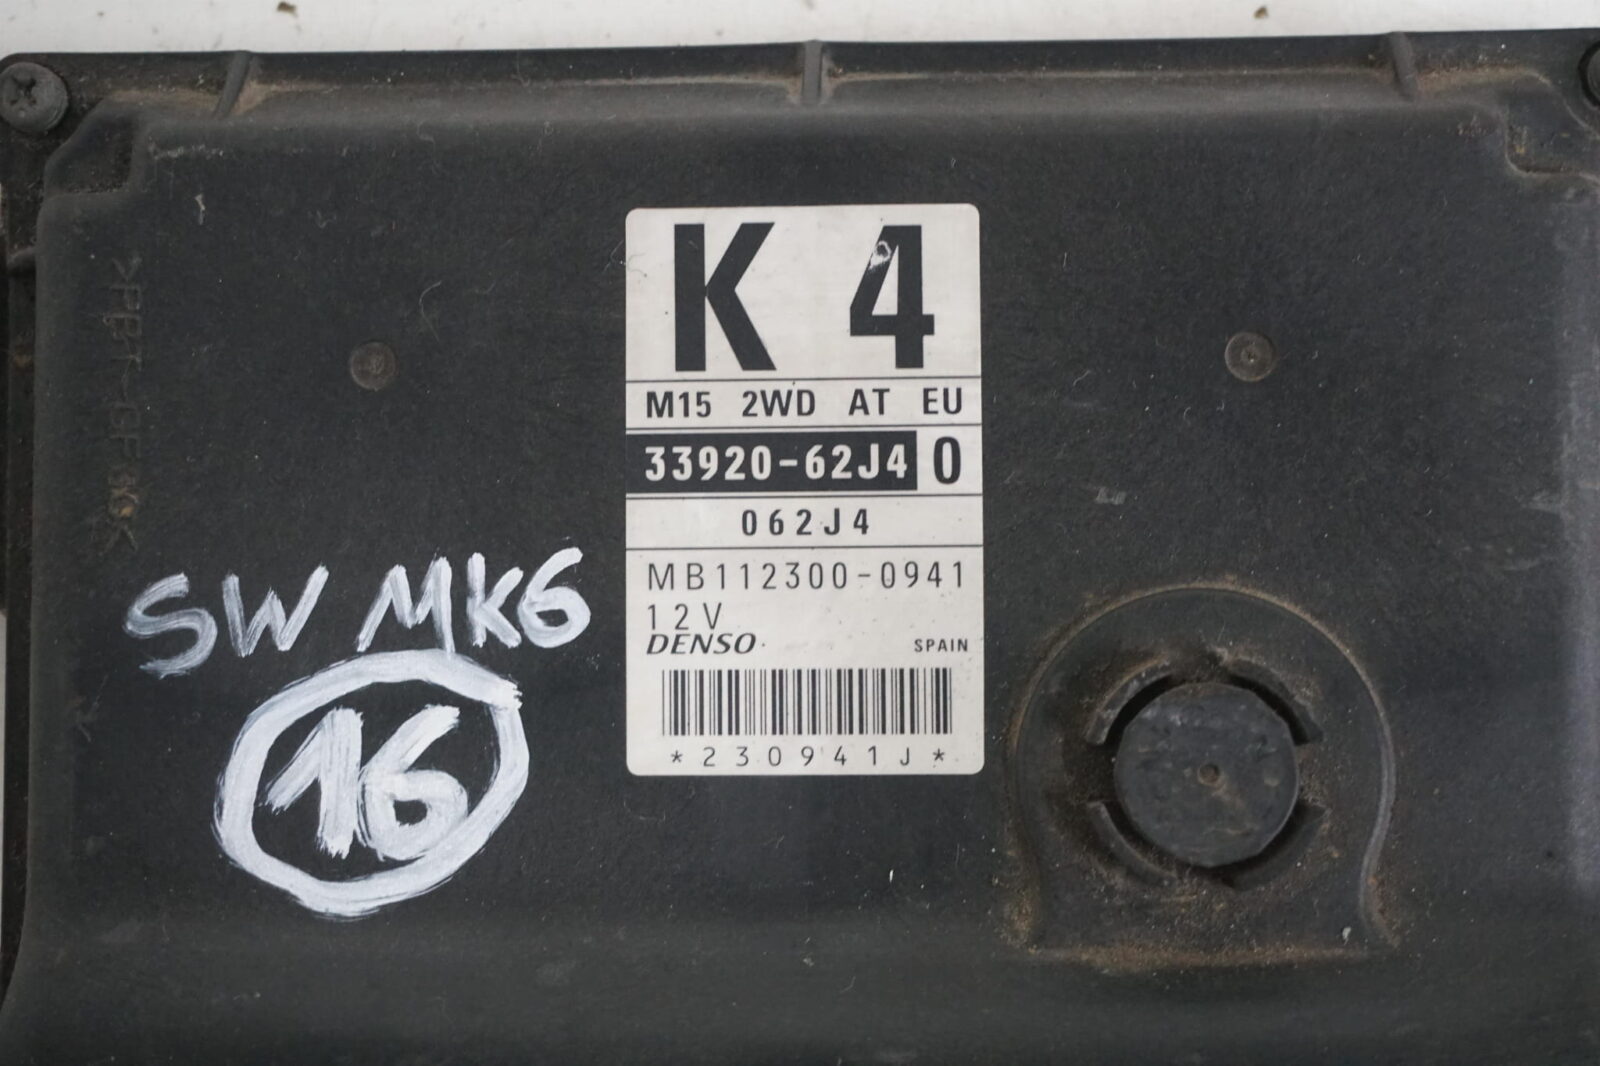 K 4
M15 2WD AT EU
33920-62J4 0
062J4
MB112300-0941
12V
DENSO SPAIN
*230941J*
SW MK6
16